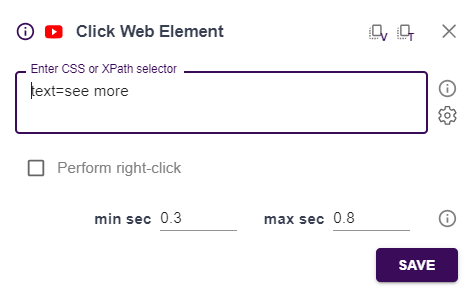 Click Web Element
V
T
Enter CSS or XPath selector
text=see more
Perform right-click
min sec 0.3 max sec 0.8
SAVE